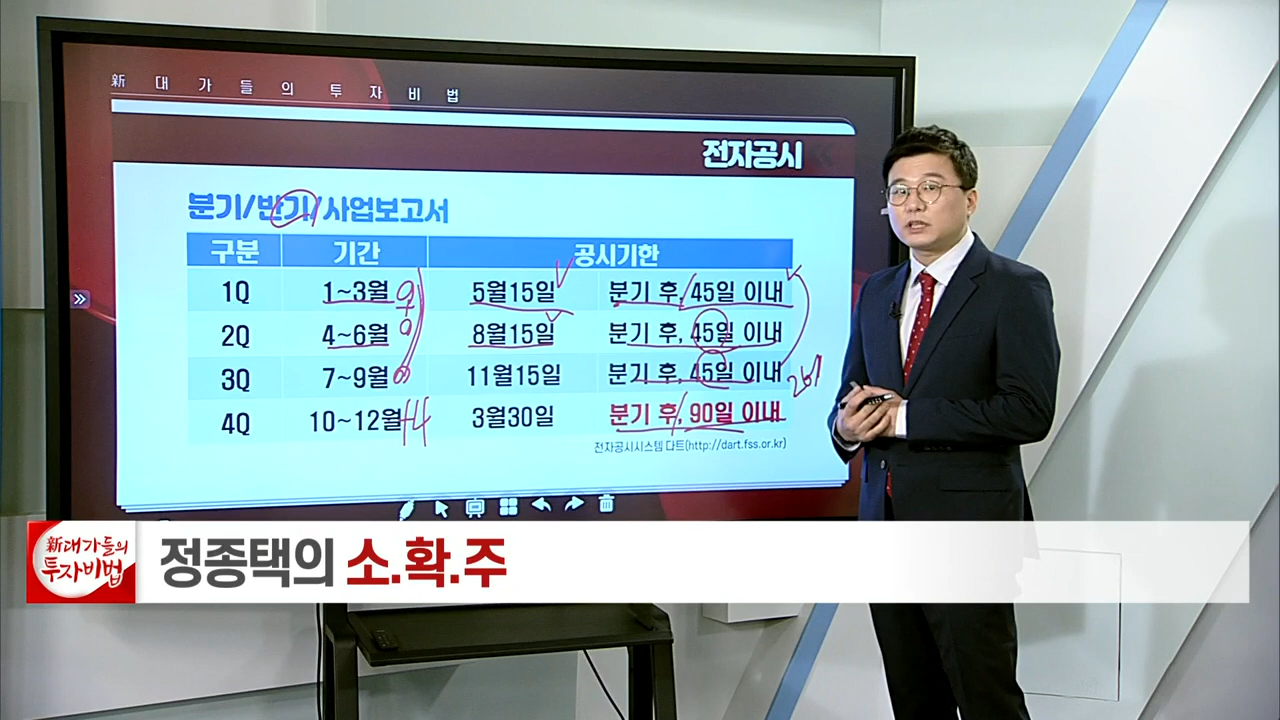 新 대 가 들 의 투 자 비 법
전자공시
분기/반기/사업보고서
구분 기간 공시기한
1Q 1~3월 5월15일 분기 후, 45일 이내
2Q 4~6월 8월15일 분기 후, 45일 이내
3Q 7~9월 11월15일 분기 후, 45일 이내
4Q 10~12월 3월30일 분기 후, 90일 이내
전자공시시스템 다트(http://dart.fss.or.kr)
新대가들의
투자비법
정종택의 소.확.주